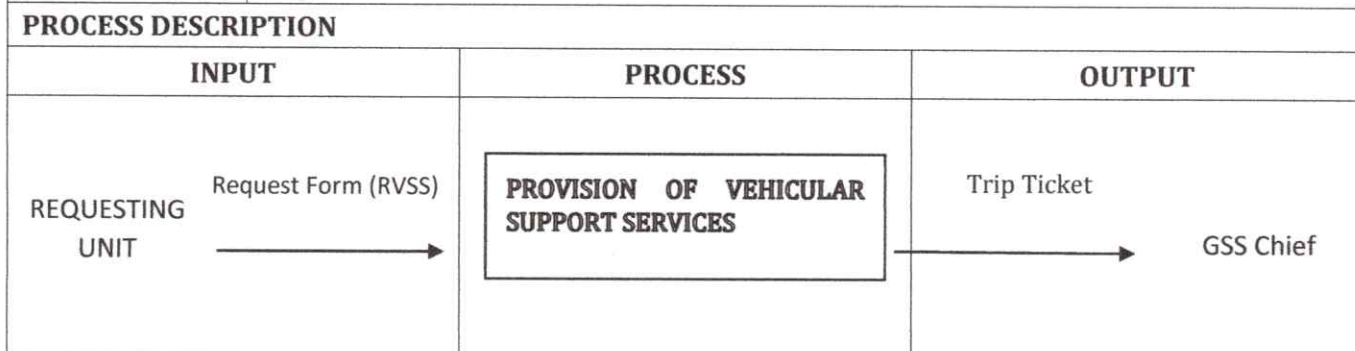 PROCESS DESCRIPTION
INPUT
PROCESS
OUTPUT
REQUESTING
UNIT
Request Form (RVSS)
PROVISION OF VEHICULAR
SUPPORT SERVICES
Trip Ticket
GSS Chief